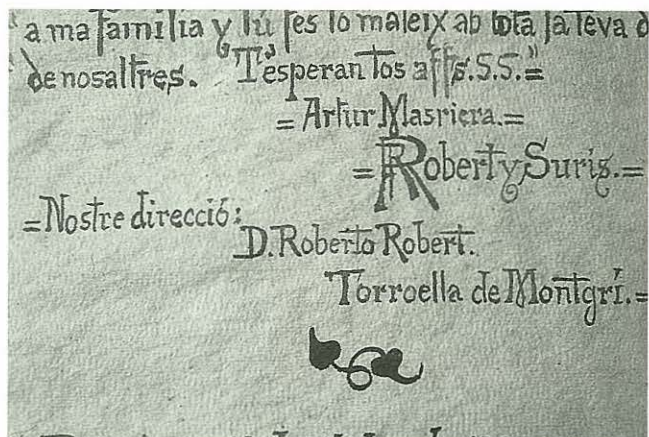 a ma familia y tú fes lo mateix ab tota la teva
de nosaltres. T'esperan tos affs. S.S.=
=Artur Masriera.=
=Robert y Suris.=
=Nostre direcció:
D. Roberto Robert.
Torroella de Montgrí.=